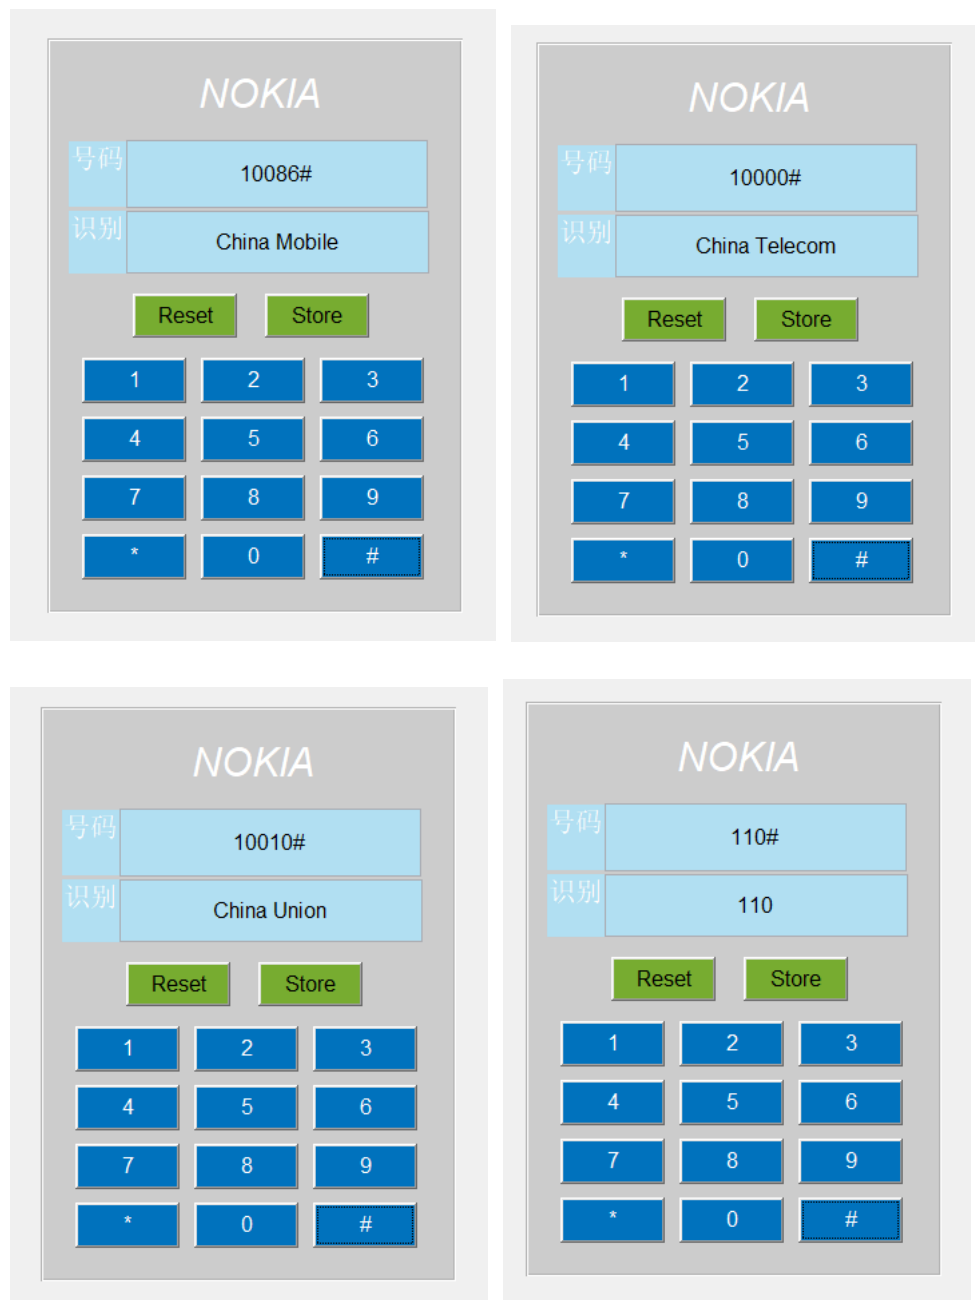 NOKIA
号码 10086#
识别 China Mobile
Reset Store
1 2 3
4 5 6
7 8 9
* 0 #
NOKIA
号码 10000#
识别 China Telecom
Reset Store
1 2 3
4 5 6
7 8 9
* 0 #
NOKIA
号码 10010#
识别 China Union
Reset Store
1 2 3
4 5 6
7 8 9
* 0 #
NOKIA
号码 110#
识别 110
Reset Store
1 2 3
4 5 6
7 8 9
* 0 #